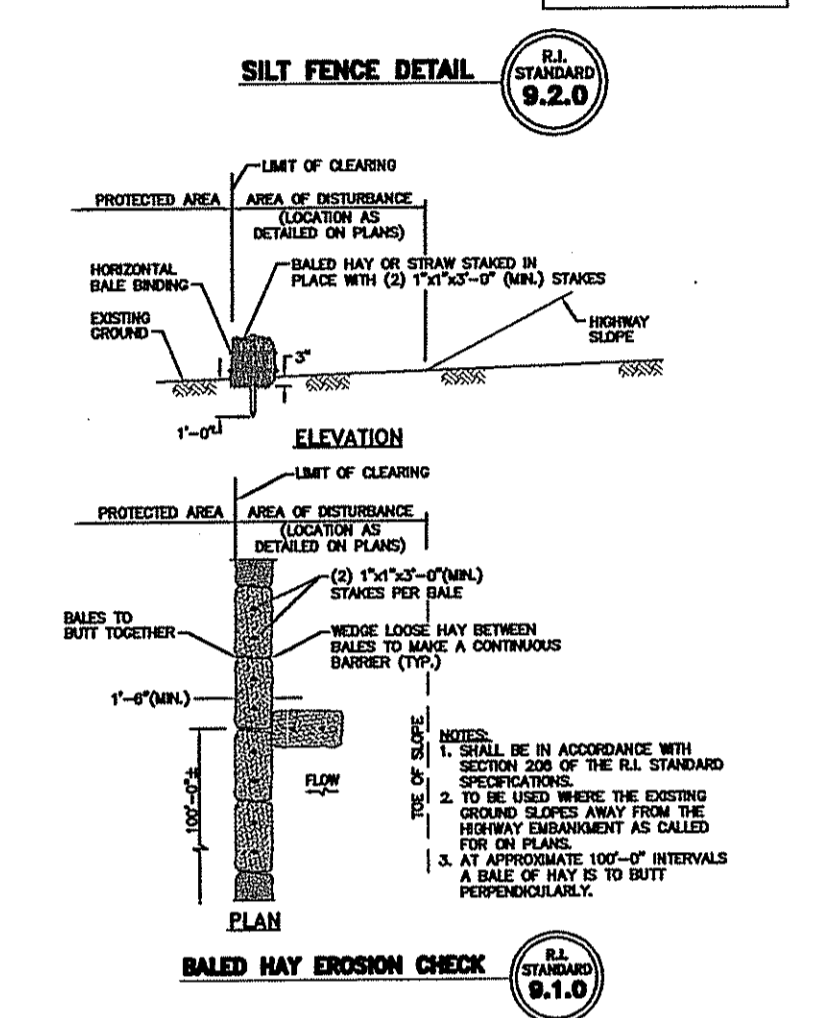 SILT FENCE DETAIL
R.I.
STANDARD
9.2.0
LIMIT OF CLEARING
PROTECTED AREA
AREA OF DISTURBANCE
(LOCATION AS
DETAILED ON PLANS)
HORIZONTAL
BALE BINDING
BALED HAY OR STRAW STAKED IN
PLACE WITH (2) 1"x1"x3'-0" (MIN.) STAKES
EXISTING
GROUND
HIGHWAY
SLOPE
3"
1'-0"
ELEVATION
LIMIT OF CLEARING
PROTECTED AREA
AREA OF DISTURBANCE
(LOCATION AS
DETAILED ON PLANS)
(2) 1"x1"x3'-0"(MIN.)
STAKES PER BALE
BALES TO
BUTT TOGETHER
WEDGE LOOSE HAY BETWEEN
BALES TO MAKE A CONTINUOUS
BARRIER (TYP.)
1'-6"(MIN.)
100'-0"±
FLOW
TOE OF SLOPE
NOTES:
1. SHALL BE IN ACCORDANCE WITH
SECTION 206 OF THE R.I. STANDARD
SPECIFICATIONS.
2. TO BE USED WHERE THE EXISTING
GROUND SLOPES AWAY FROM THE
HIGHWAY EMBANKMENT AS CALLED
FOR ON PLANS.
3. AT APPROXIMATE 100'-0" INTERVALS
A BALE OF HAY IS TO BUTT
PERPENDICULARLY.
PLAN
BALED HAY EROSION CHECK
R.I.
STANDARD
9.1.0